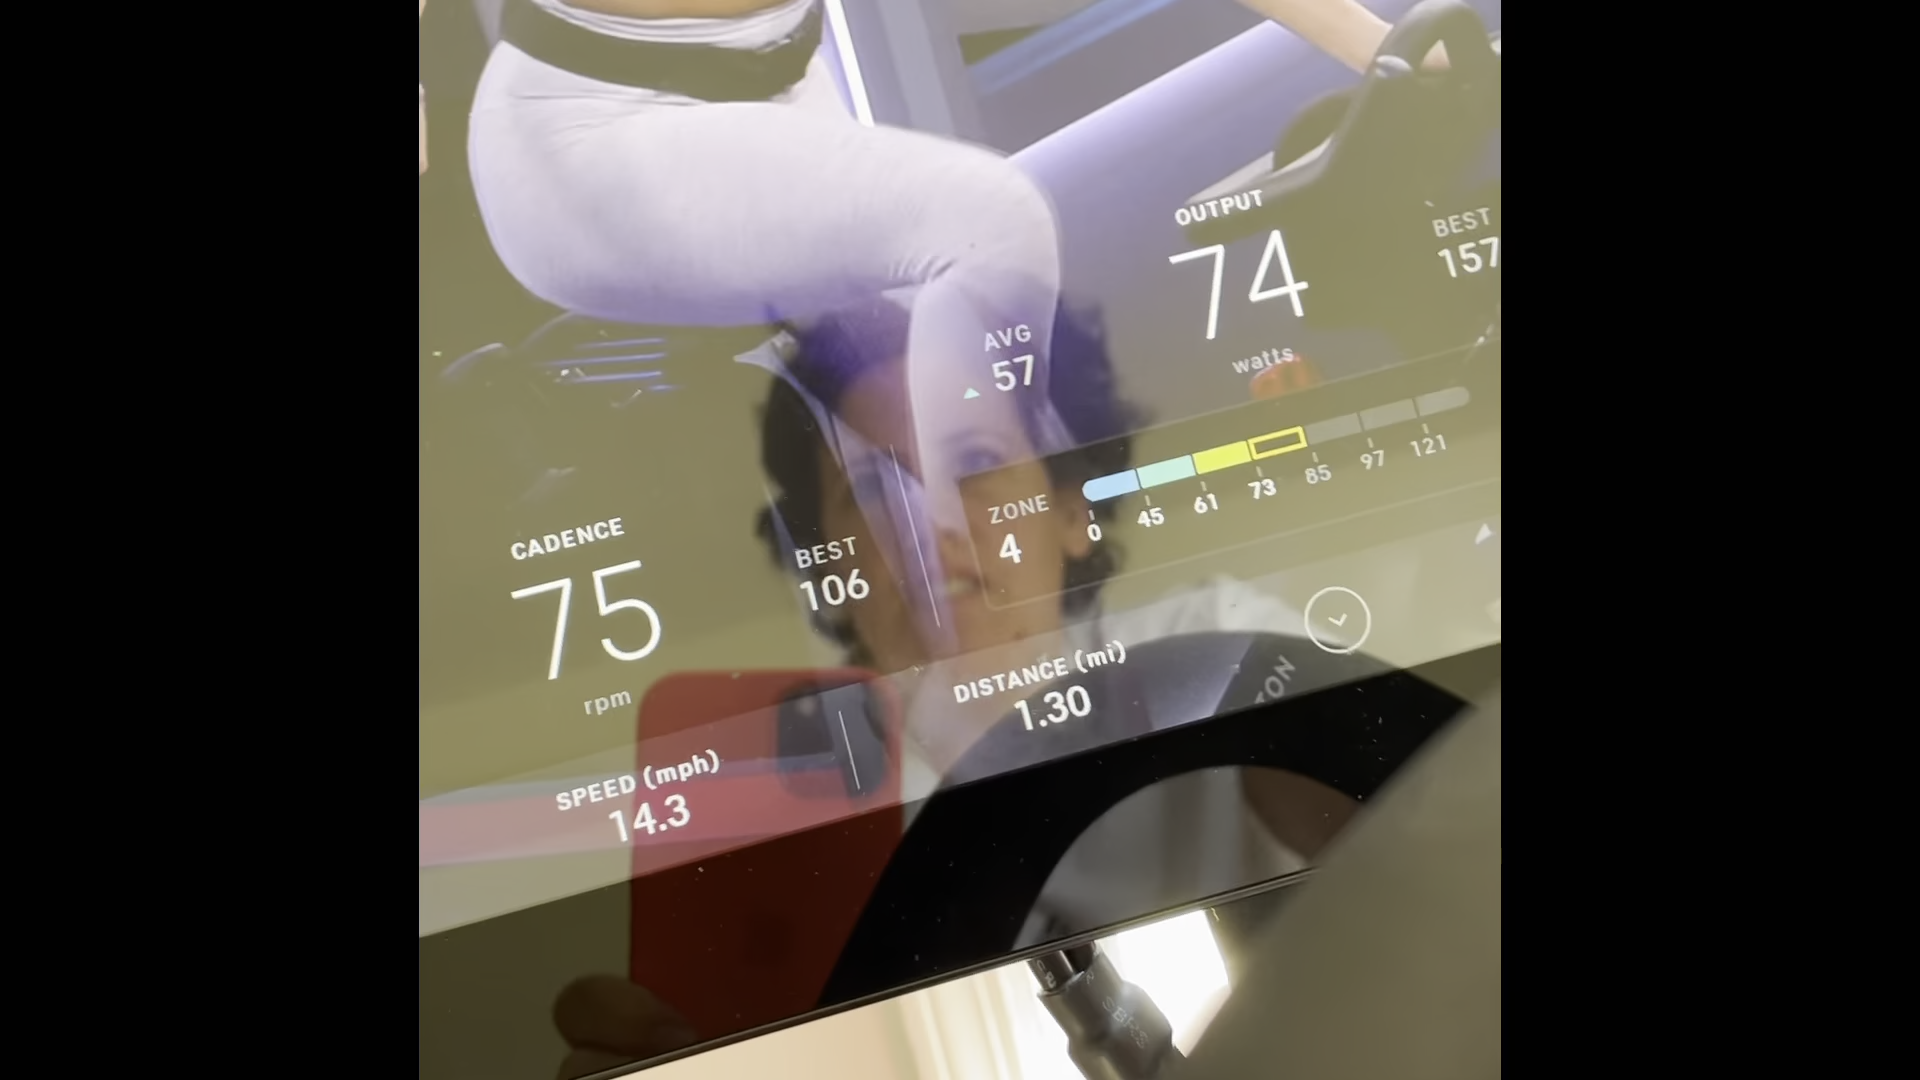 OUTPUT
74
watts
BEST
157
AVG
57
ZONE
4
0 45 61 73 85 97 121
CADENCE
75
rpm
BEST
106
DISTANCE (mi)
1.30
SPEED (mph)
14.3
TON